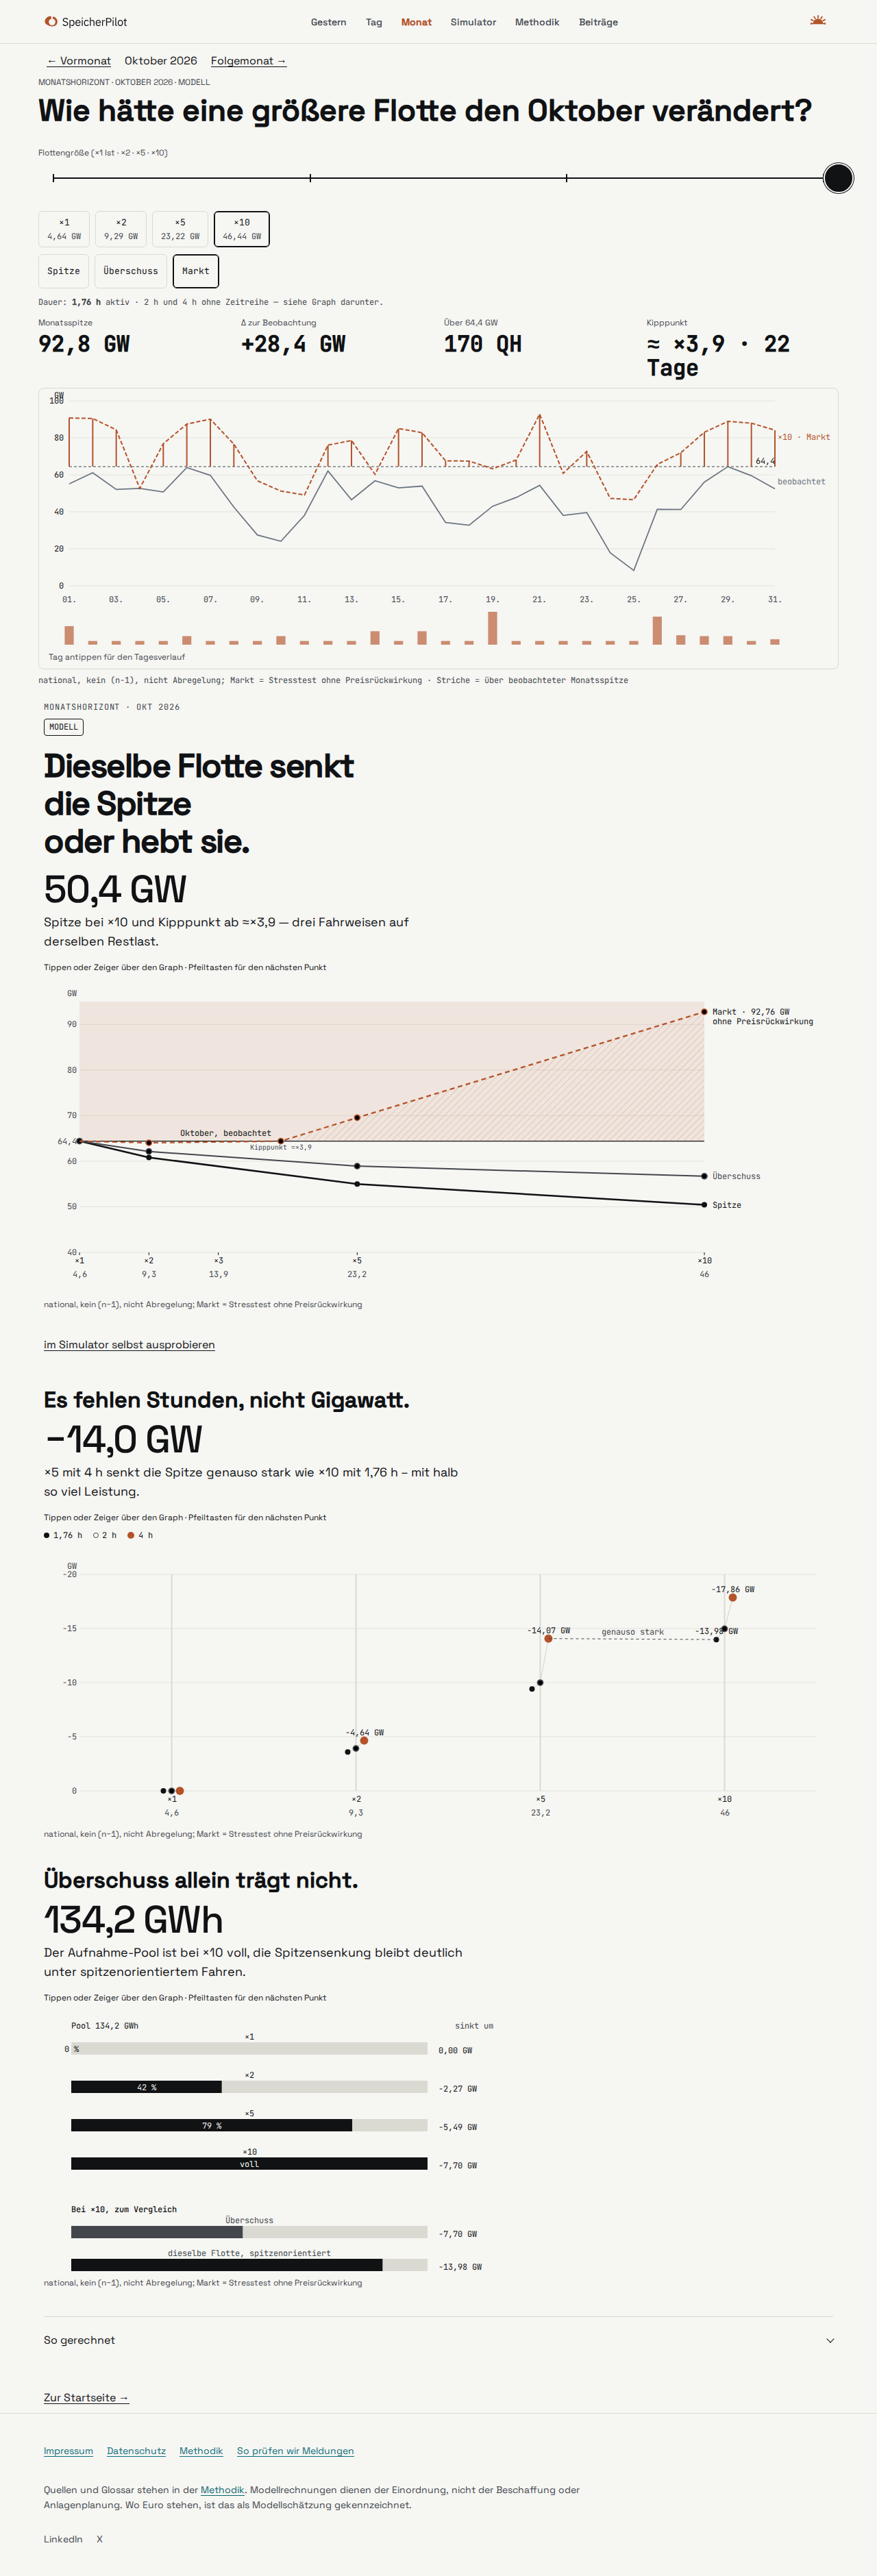 SpeicherPilot
Gestern Tag Monat Simulator Methodik Beiträge
← Vormonat Oktober 2026 Folgemonat →
MONATSHORIZONT · OKTOBER 2026 · MODELL
Wie hätte eine größere Flotte den Oktober verändert?
Flottengröße (×1 Ist · ×2 · ×5 · ×10)
×1 ×2 ×5 ×10
4,64 GW 9,29 GW 23,22 GW 46,44 GW
Spitze Überschuss Markt
Dauer: 1,76 h aktiv · 2 h und 4 h ohne Zeitreihe — siehe Graph darunter.
Monatsspitze Δ zur Beobachtung Über 64,4 GW Kipppunkt
92,8 GW +28,4 GW 170 QH ≈ ×3,9 · 22
Tage
GW
100
80
×10 · Markt
64,4
60
beobachtet
40
20
0
01. 03. 05. 07. 09. 11. 13. 15. 17. 19. 21. 23. 25. 27. 29. 31.
Tag antippen für den Tagesverlauf
national, kein (n-1), nicht Abregelung; Markt = Stresstest ohne Preisrückwirkung · Striche = über beobachteter Monatsspitze
MONATSHORIZONT · OKT 2026
MODELL
Dieselbe Flotte senkt
die Spitze
oder hebt sie.
50,4 GW
Spitze bei ×10 und Kipppunkt ab ≈×3,9 — drei Fahrweisen auf
derselben Restlast.
Tippen oder Zeiger über den Graph · Pfeiltasten für den nächsten Punkt
GW
Markt · 92,76 GW
ohne Preisrückwirkung
90
80
70
Oktober, beobachtet
64,4
Kipppunkt ≈×3,9
60
Überschuss
50
Spitze
40
×1 ×2 ×3 ×5 ×10
4,6 9,3 13,9 23,2 46
national, kein (n−1), nicht Abregelung; Markt = Stresstest ohne Preisrückwirkung
im Simulator selbst ausprobieren
Es fehlen Stunden, nicht Gigawatt.
−14,0 GW
×5 mit 4 h senkt die Spitze genauso stark wie ×10 mit 1,76 h – mit halb
so viel Leistung.
Tippen oder Zeiger über den Graph · Pfeiltasten für den nächsten Punkt
1,76 h 2 h 4 h
GW
-20
-17,86 GW
-15
-14,07 GW genauso stark -13,98 GW
-10
-5
-4,64 GW
0
×1 ×2 ×5 ×10
4,6 9,3 23,2 46
national, kein (n−1), nicht Abregelung; Markt = Stresstest ohne Preisrückwirkung
Überschuss allein trägt nicht.
134,2 GWh
Der Aufnahme-Pool ist bei ×10 voll, die Spitzensenkung bleibt deutlich
unter spitzenorientiertem Fahren.
Tippen oder Zeiger über den Graph · Pfeiltasten für den nächsten Punkt
Pool 134,2 GWh sinkt um
×1
0 % 0,00 GW
×2
42 % -2,27 GW
×5
79 % -5,49 GW
×10
voll -7,70 GW
Bei ×10, zum Vergleich
Überschuss
-7,70 GW
dieselbe Flotte, spitzenorientiert
-13,98 GW
national, kein (n−1), nicht Abregelung; Markt = Stresstest ohne Preisrückwirkung
So gerechnet
Zur Startseite →
Impressum Datenschutz Methodik So prüfen wir Meldungen
Quellen und Glossar stehen in der Methodik. Modellrechnungen dienen der Einordnung, nicht der Beschaffung oder
Anlagenplanung. Wo Euro stehen, ist das als Modellschätzung gekennzeichnet.
LinkedIn X